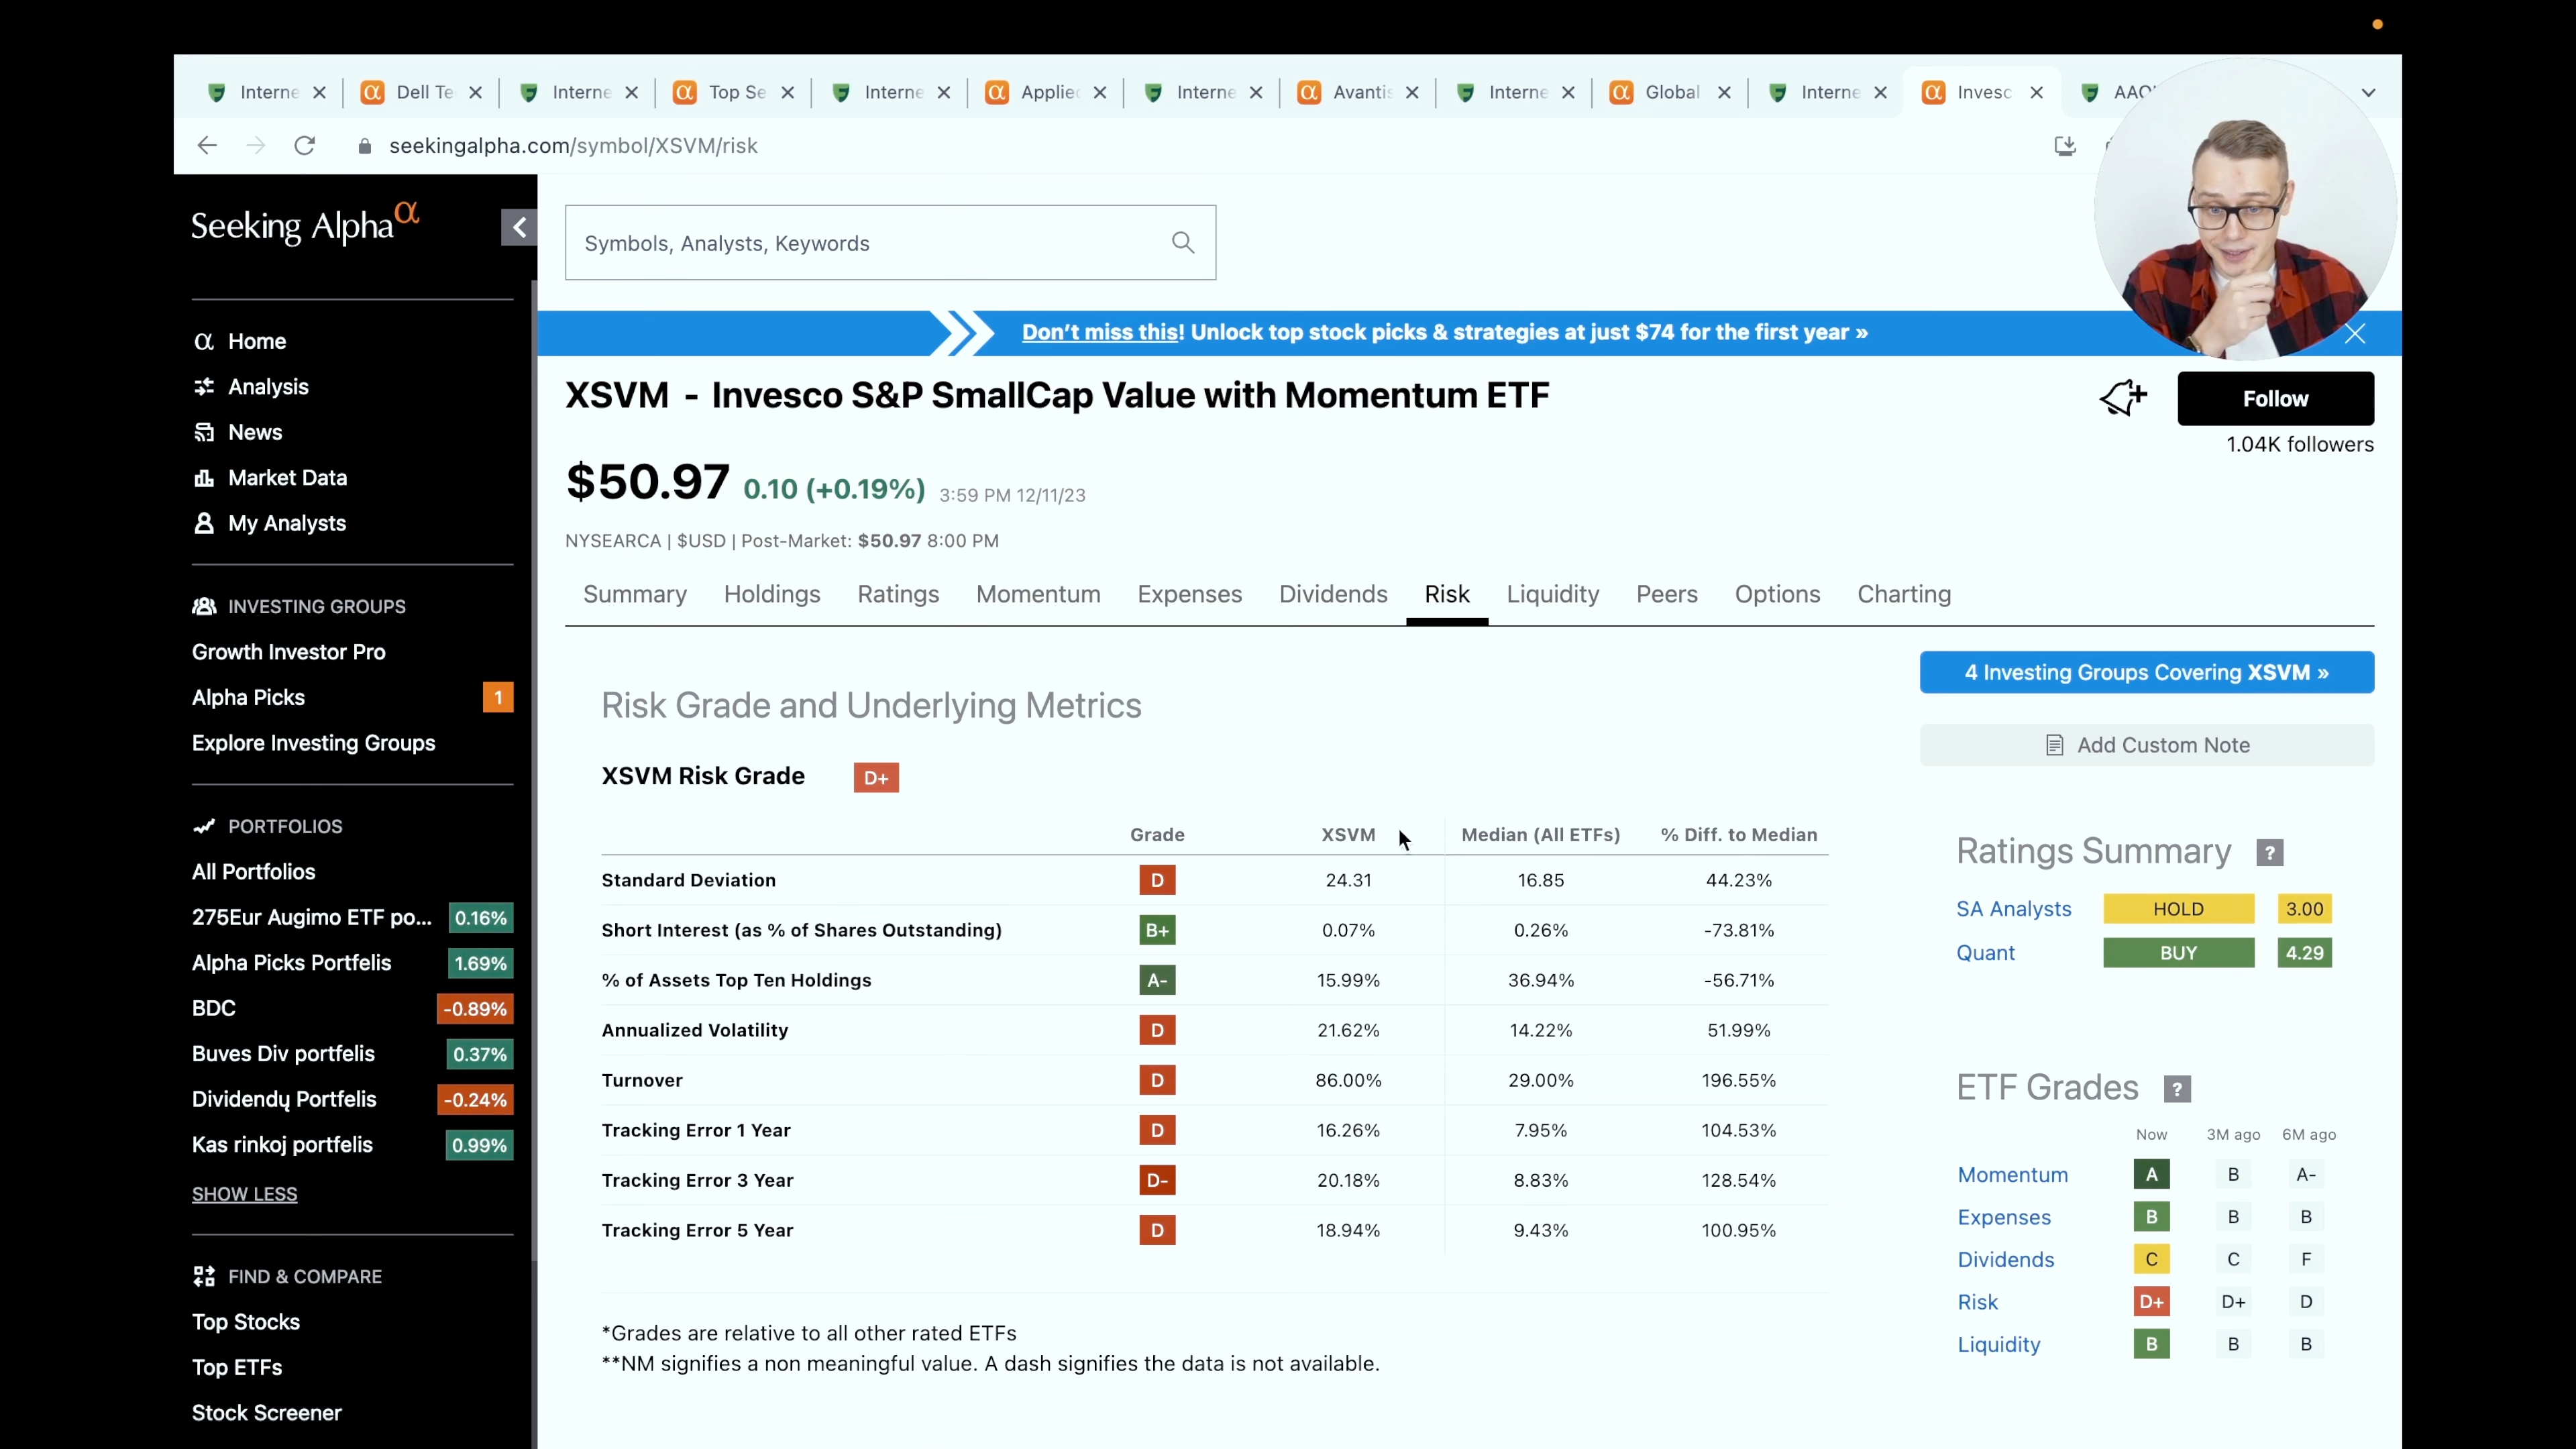 Interne
Dell Te
Interne
Top Se
Interne
Applied
Interne
Avantis
Interne
Global
Interne
Invesc
seekingalpha.com/symbol/XSVM/risk
Seeking Alphaα
Home
Analysis
News
Market Data
My Analysts
INVESTING GROUPS
Growth Investor Pro
Alpha Picks 1
Explore Investing Groups
PORTFOLIOS
All Portfolios
275Eur Augimo ETF po... 0.16%
Alpha Picks Portfelis 1.69%
BDC -0.89%
Buves Div portfelis 0.37%
Dividendų Portfelis -0.24%
Kas rinkoj portfelis 0.99%
SHOW LESS
FIND & COMPARE
Top Stocks
Top ETFs
Stock Screener
Symbols, Analysts, Keywords
Don't miss this! Unlock top stock picks & strategies at just $74 for the first year »
XSVM - Invesco S&P SmallCap Value with Momentum ETF
Follow
1.04K followers
$50.97 0.10 (+0.19%) 3:59 PM 12/11/23
NYSEARCA | $USD | Post-Market: $50.97 8:00 PM
Summary Holdings Ratings Momentum Expenses Dividends Risk Liquidity Peers Options Charting
Risk Grade and Underlying Metrics
XSVM Risk Grade D+
Grade XSVM Median (All ETFs) % Diff. to Median
Standard Deviation D 24.31 16.85 44.23%
Short Interest (as % of Shares Outstanding) B+ 0.07% 0.26% -73.81%
% of Assets Top Ten Holdings A- 15.99% 36.94% -56.71%
Annualized Volatility D 21.62% 14.22% 51.99%
Turnover D 86.00% 29.00% 196.55%
Tracking Error 1 Year D 16.26% 7.95% 104.53%
Tracking Error 3 Year D- 20.18% 8.83% 128.54%
Tracking Error 5 Year D 18.94% 9.43% 100.95%
*Grades are relative to all other rated ETFs
**NM signifies a non meaningful value. A dash signifies the data is not available.
4 Investing Groups Covering XSVM »
Add Custom Note
Ratings Summary ?
SA Analysts HOLD 3.00
Quant BUY 4.29
ETF Grades ?
Now 3M ago 6M ago
Momentum A B A-
Expenses B B B
Dividends C C F
Risk D+ D+ D
Liquidity B B B